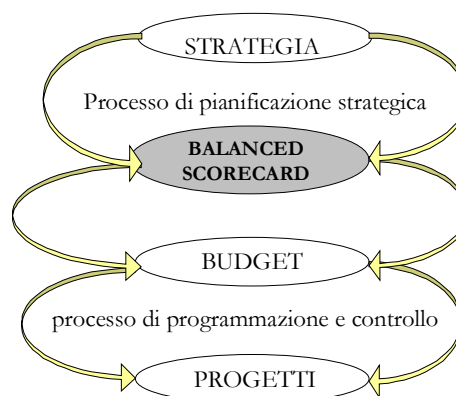 STRATEGIA
Processo di pianificazione strategica
BALANCED
SCORECARD
BUDGET
processo di programmazione e controllo
PROGETTI